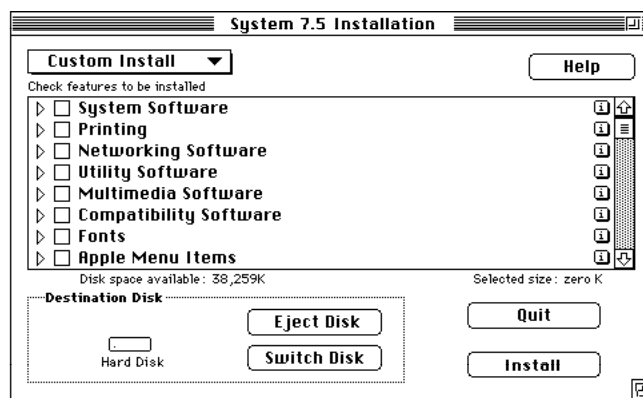 System 7.5 Installation
Custom Install
Help
Check features to be installed
System Software
Printing
Networking Software
Utility Software
Multimedia Software
Compatibility Software
Fonts
Apple Menu Items
Disk space available: 38,259K
Selected size: zero K
Destination Disk
Eject Disk
Quit
Hard Disk
Switch Disk
Install